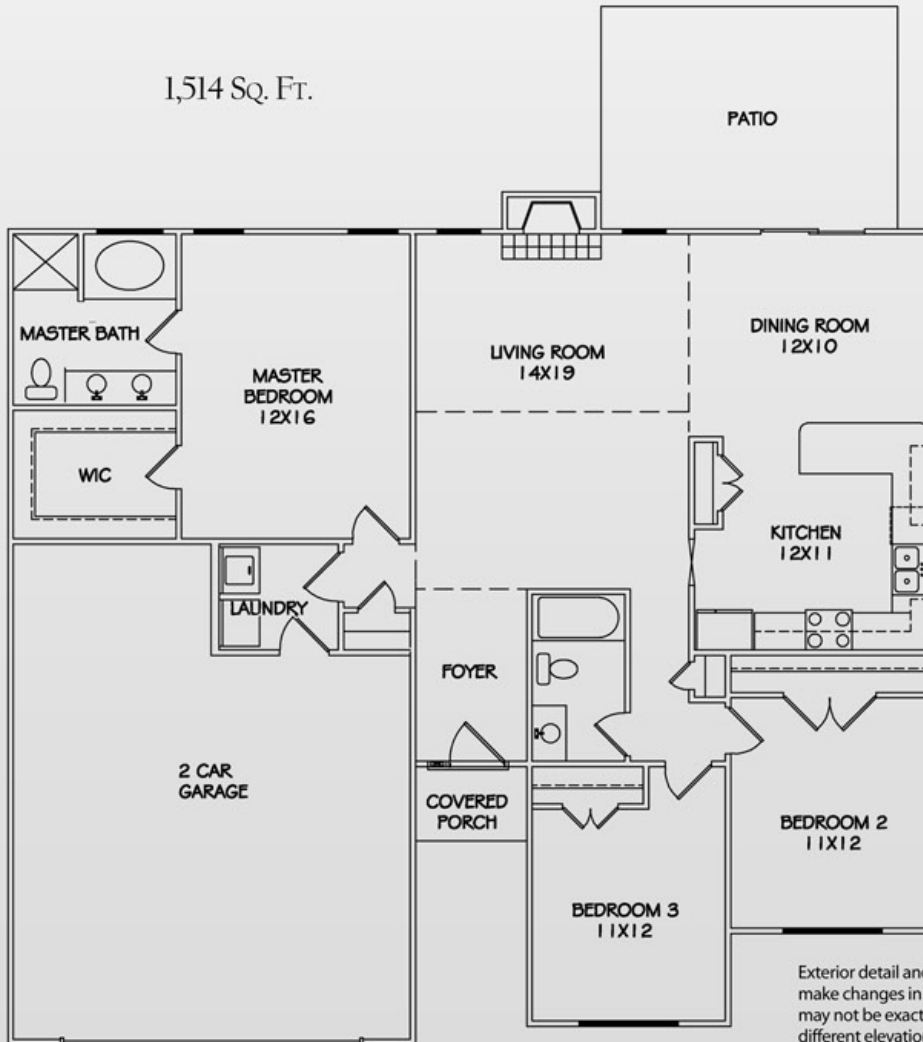 1,514 Sq. Ft.
PATIO
MASTER BATH
MASTER
BEDROOM
12X16
LIVING ROOM
14X19
DINING ROOM
12X10
WIC
KITCHEN
12X11
LAUNDRY
FOYER
2 CAR
GARAGE
COVERED
PORCH
BEDROOM 2
11X12
BEDROOM 3
11X12
Exterior detail and
make changes in
may not be exact
different elevation